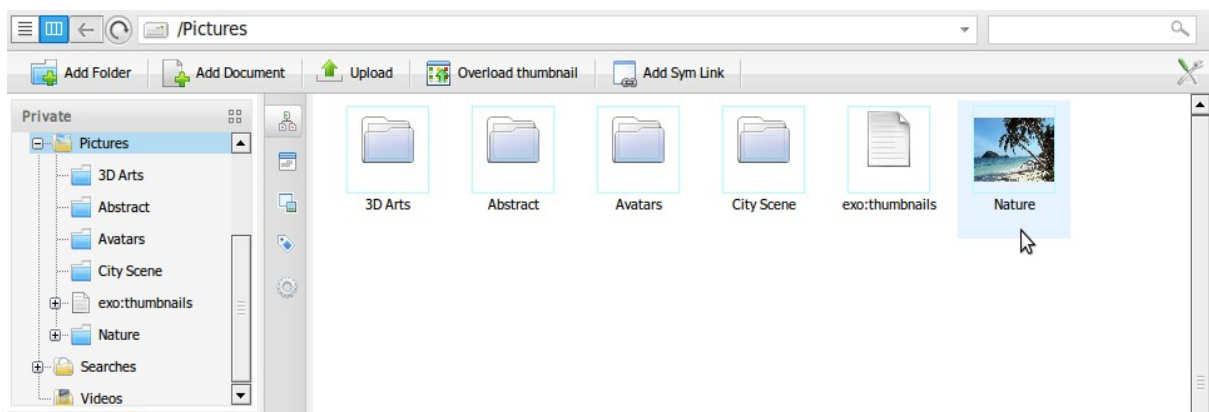 /Pictures
Add Folder Add Document Upload Overload thumbnail Add Sym Link
Private
Pictures
3D Arts
Abstract
Avatars
City Scene
exo:thumbnails
Nature
Searches
Videos
3D Arts Abstract Avatars City Scene exo:thumbnails Nature